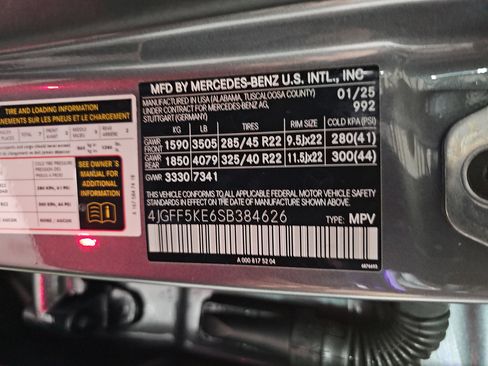 TIRE AND LOADING INFORMATION
SEE OWNER'S
MANUAL FOR
ADDITIONAL
INFORMATION
MFD BY MERCEDES-BENZ U.S. INTL., INC
MANUFACTURED IN USA (ALABAMA, TUSCALOOSA COUNTY) 01/25
UNDER CONTRACT FOR MERCEDES-BENZ AG, 992
STUTTGART (GERMANY)
KG LB TIRES RIM SIZE COLD KPA (PSI)
GAWR FRONT 1590 3505 285/45 R22 9.5Jx22 280(41)
GAWR REAR 1850 4079 325/40 R22 11.5Jx22 300(44)
GVWR 3330 7341
THIS VEHICLE CONFORMS TO ALL APPLICABLE FEDERAL MOTOR VEHICLE SAFETY STANDARDS
IN EFFECT ON THE DATE OF MANUFACTURE SHOWN ABOVE.
4JGFF5KE6SB384626 TYPE: MPV
A 000 817 52 04